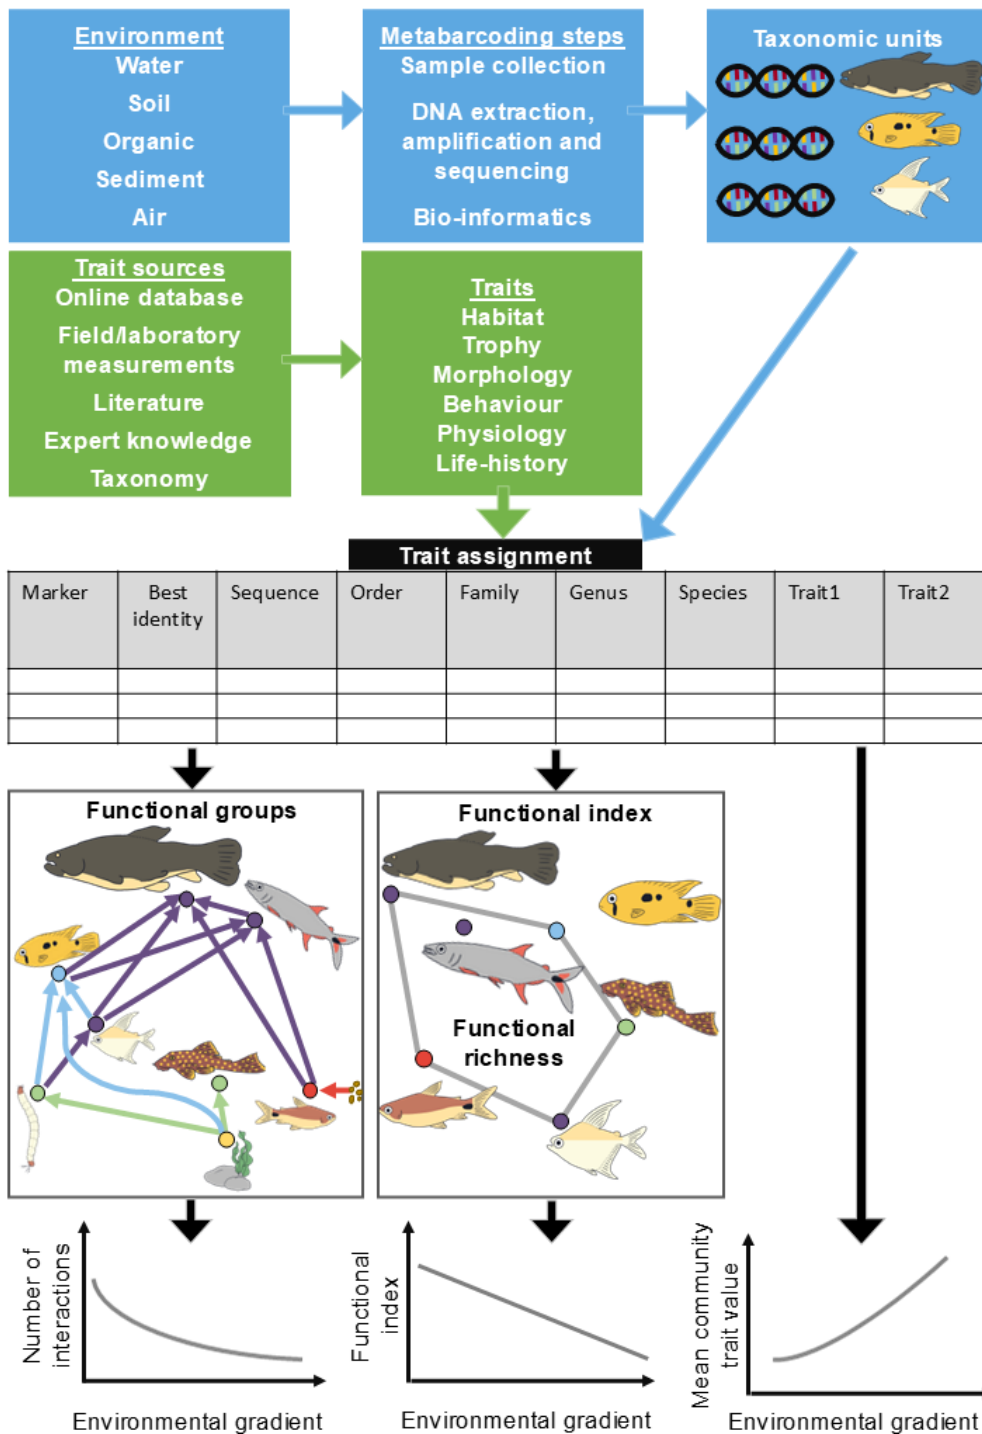 Environment
Water
Soil
Organic
Sediment
Air
Metabarcoding steps
Sample collection
DNA extraction,
amplification and
sequencing
Bio-informatics
Taxonomic units
Trait sources
Online database
Field/laboratory
measurements
Literature
Expert knowledge
Taxonomy
Traits
Habitat
Trophy
Morphology
Behaviour
Physiology
Life-history
Trait assignment
Marker
Best
identity
Sequence
Order
Family
Genus
Species
Trait1
Trait2
Functional groups
Functional index
Functional
richness
Number of
interactions
Environmental gradient
Functional
index
Environmental gradient
Mean community
trait value
Environmental gradient